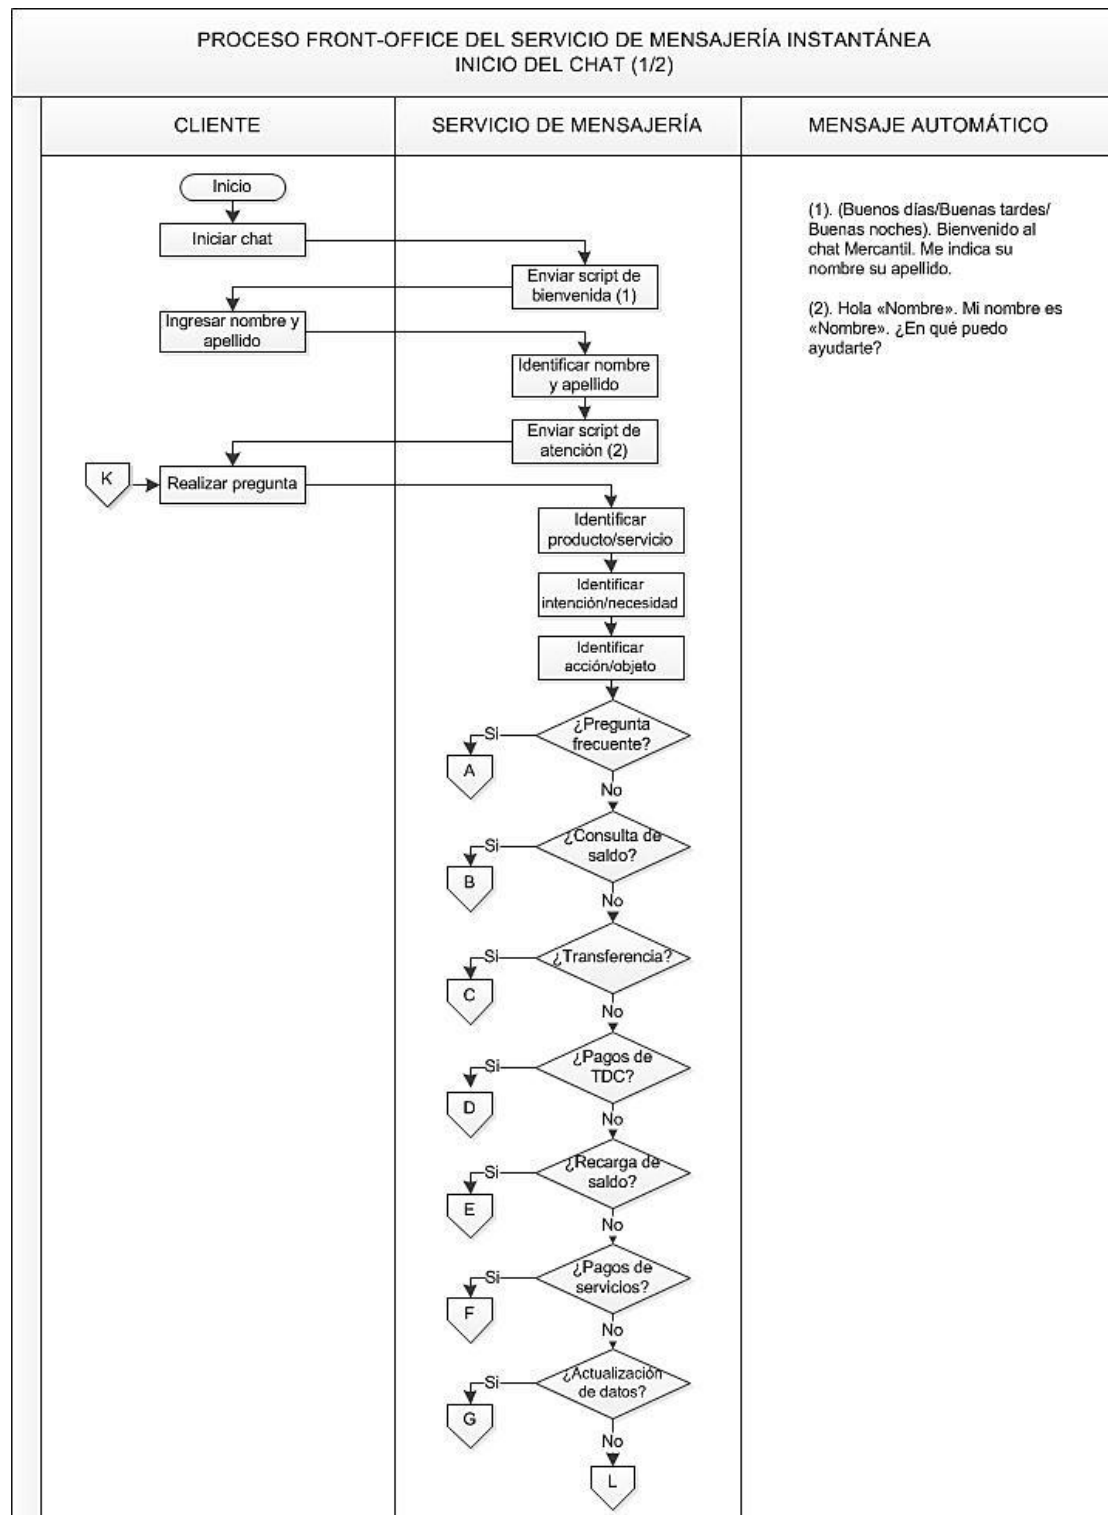 PROCESO FRONT-OFFICE DEL SERVICIO DE MENSAJERÍA INSTANTÁNEA
INICIO DEL CHAT (1/2)
CLIENTE
SERVICIO DE MENSAJERÍA
MENSAJE AUTOMÁTICO
Inicio
Iniciar chat
Enviar script de
bienvenida (1)
Ingresar nombre y
apellido
Identificar nombre
y apellido
Enviar script de
atención (2)
K
Realizar pregunta
Identificar
producto/servicio
Identificar
intención/necesidad
Identificar
acción/objeto
¿Pregunta
frecuente?
Si
A
No
¿Consulta de
saldo?
Si
B
No
¿Transferencia?
Si
C
No
¿Pagos de
TDC?
Si
D
No
¿Recarga de
saldo?
Si
E
No
¿Pagos de
servicios?
Si
F
No
¿Actualización
de datos?
Si
G
No
L
(1). (Buenos días/Buenas tardes/
Buenas noches). Bienvenido al
chat Mercantil. Me indica su
nombre su apellido.
(2). Hola «Nombre». Mi nombre es
«Nombre». ¿En qué puedo
ayudarte?